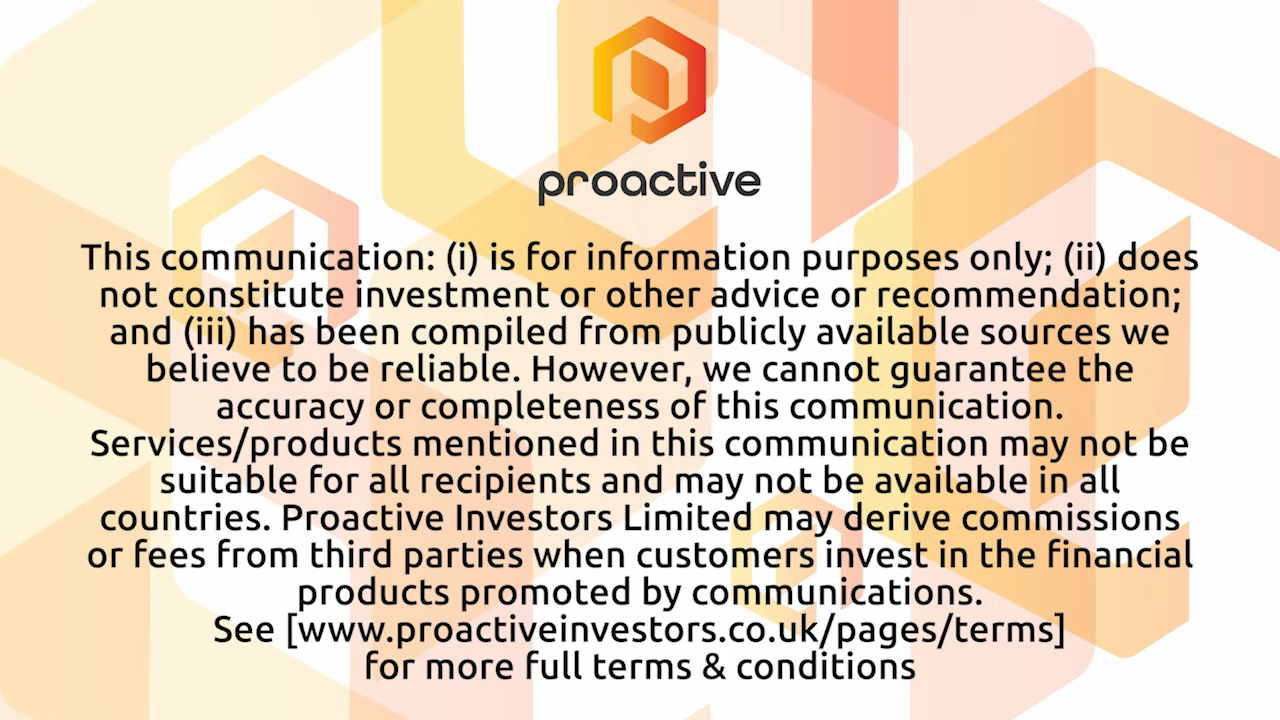 proactive
This communication: (i) is for information purposes only; (ii) does
not constitute investment or other advice or recommendation;
and (iii) has been compiled from publicly available sources we
believe to be reliable. However, we cannot guarantee the
accuracy or completeness of this communication.
Services/products mentioned in this communication may not be
suitable for all recipients and may not be available in all
countries. Proactive Investors Limited may derive commissions
or fees from third parties when customers invest in the financial
products promoted by communications.
See [www.proactiveinvestors.co.uk/pages/terms]
for more full terms & conditions